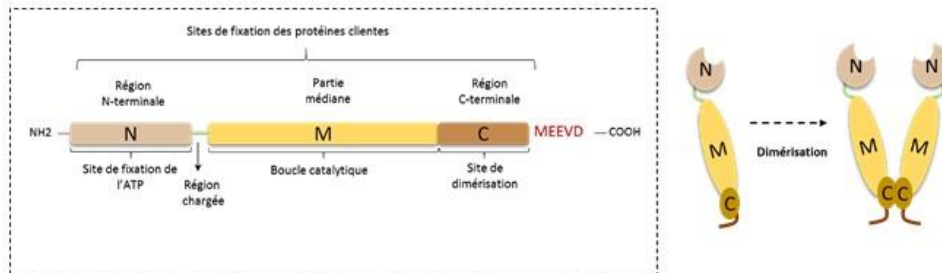 Sites de fixation des protéines clientes
Région
N-terminale
Partie
médiane
Région
C-terminale
NH2
N
M
C
MEEVD
COOH
Site de fixation de
l'ATP
Région
chargée
Boucle catalytique
Site de
dimérisation
N
M
C
Dimérisation
N
N
M
M
C
C